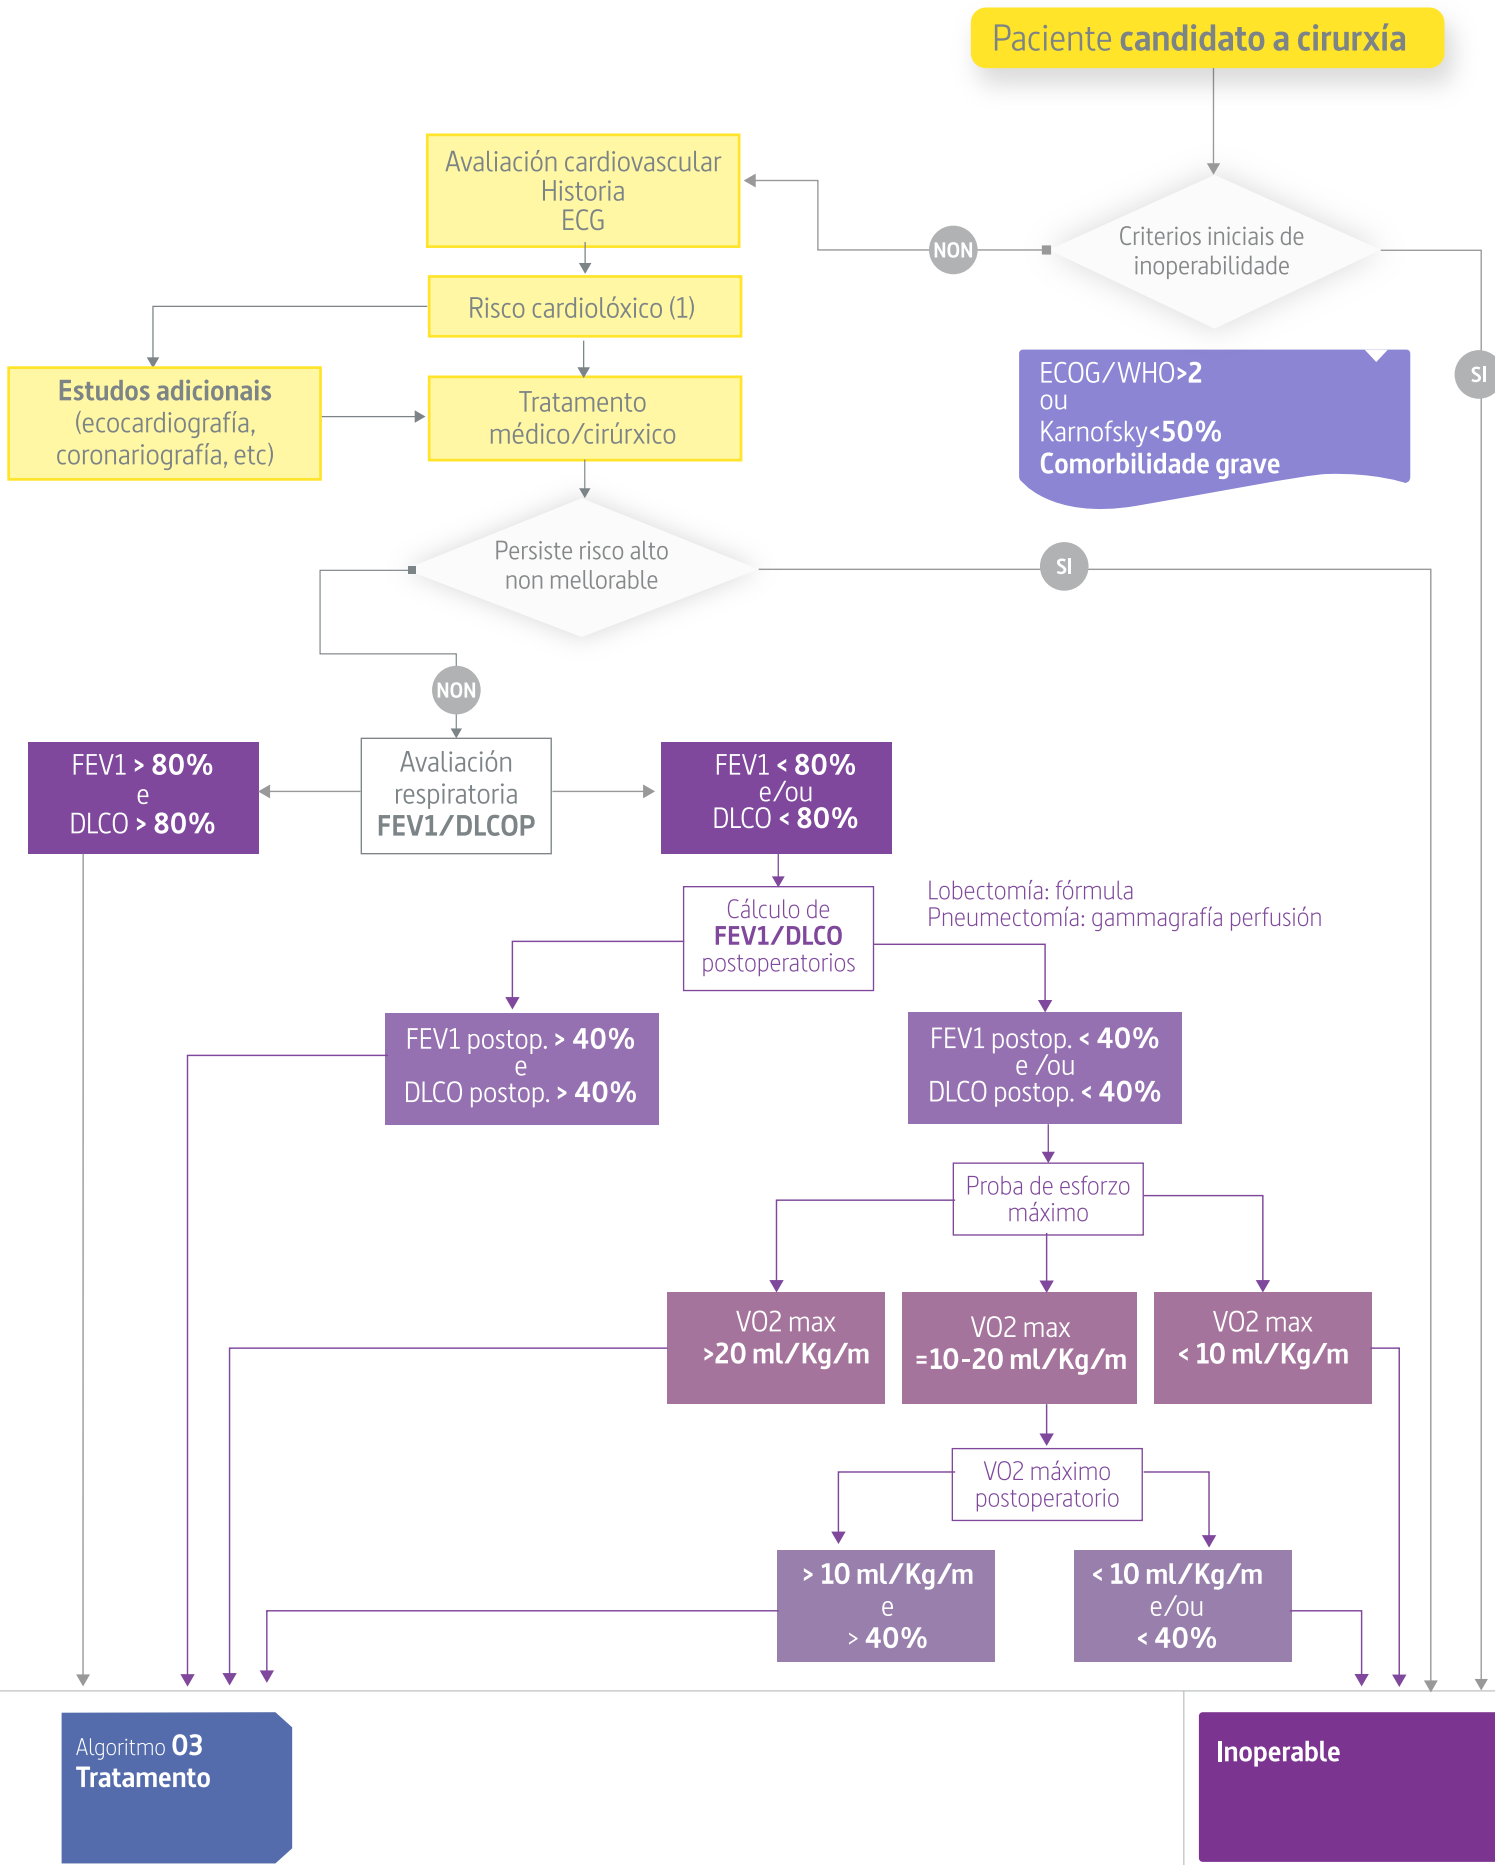 Paciente candidato a cirurxía
Avaliación cardiovascular
Historia
ECG
NON
Criterios iniciais de
inoperabilidade
Risco cardiolóxico (1)
Estudos adicionais
(ecocardiografía,
coronariografía, etc)
Tratamento
médico/cirúrxico
ECOG/WHO>2
ou
Karnofsky<50%
Comorbilidade grave
SI
Persiste risco alto
non mellorable
SI
NON
FEV1 > 80%
e
DLCO > 80%
Avaliación
respiratoria
FEV1/DLCOP
FEV1 < 80%
e/ou
DLCO < 80%
Cálculo de
FEV1/DLCO
postoperatorios
Lobectomía: fórmula
Pneumectomía: gammagrafía perfusión
FEV1 postop. > 40%
e
DLCO postop. > 40%
FEV1 postop. < 40%
e /ou
DLCO postop. < 40%
Proba de esforzo
máximo
VO2 max
>20 ml/Kg/m
VO2 max
=10-20 ml/Kg/m
VO2 max
< 10 ml/Kg/m
VO2 máximo
postoperatorio
> 10 ml/Kg/m
e
> 40%
< 10 ml/Kg/m
e/ou
< 40%
Algoritmo 03
Tratamento
Inoperable